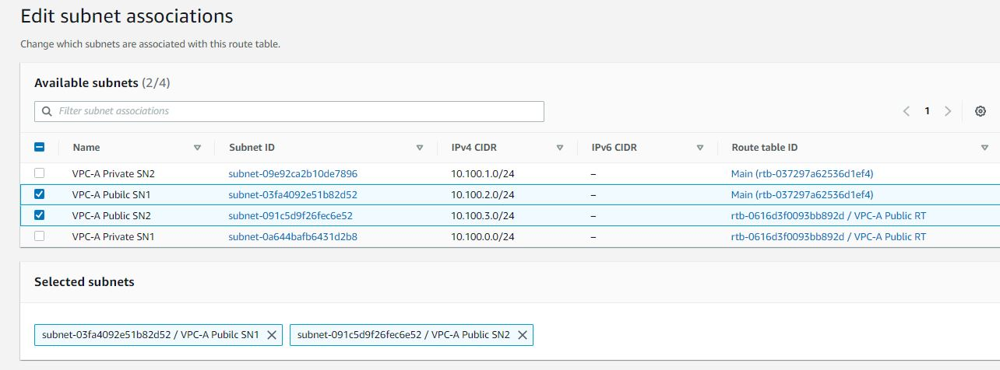 Edit subnet associations
Change which subnets are associated with this route table.
Available subnets (2/4)
Filter subnet associations
1
Name Subnet ID IPv4 CIDR IPv6 CIDR Route table ID
VPC-A Private SN2 subnet-09e92ca2b10de7896 10.100.1.0/24 – Main (rtb-037297a62536d1ef4)
VPC-A Pubilc SN1 subnet-03fa4092e51b82d52 10.100.2.0/24 – Main (rtb-037297a62536d1ef4)
VPC-A Public SN2 subnet-091c5d9f26fec6e52 10.100.3.0/24 – rtb-0616d3f0093bb892d / VPC-A Public RT
VPC-A Private SN1 subnet-0a644bafb6431d2b8 10.100.0.0/24 – rtb-0616d3f0093bb892d / VPC-A Public RT
Selected subnets
subnet-03fa4092e51b82d52 / VPC-A Pubilc SN1 subnet-091c5d9f26fec6e52 / VPC-A Public SN2